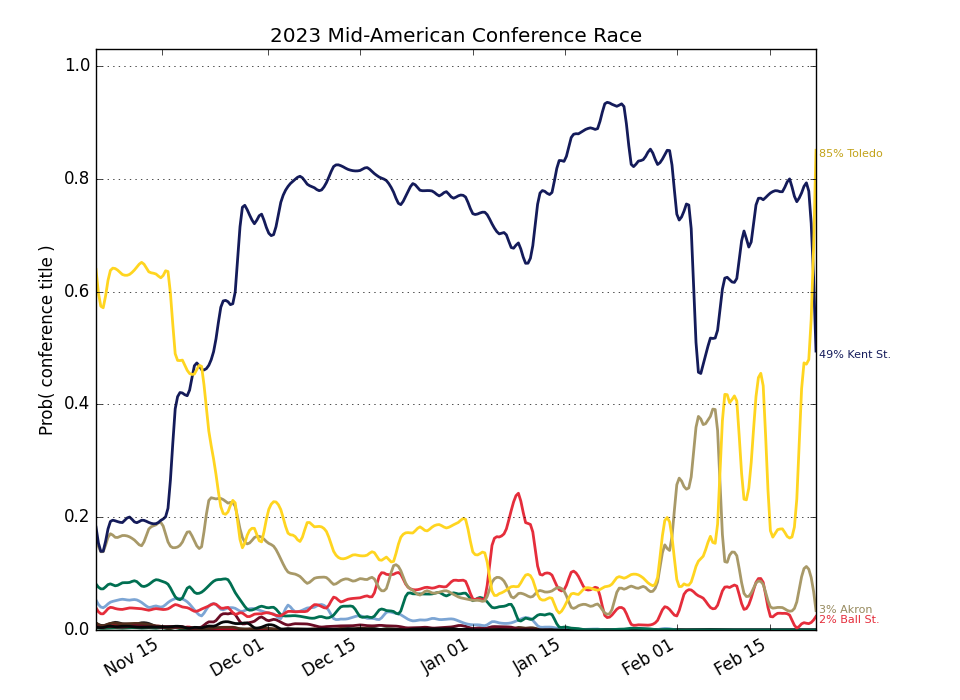 2023 Mid-American Conference Race
Prob( conference title )
1.0
0.8
0.6
0.4
0.2
0.0
Nov 15
Dec 01
Dec 15
Jan 01
Jan 15
Feb 01
Feb 15
85% Toledo
49% Kent St.
3% Akron
2% Ball St.